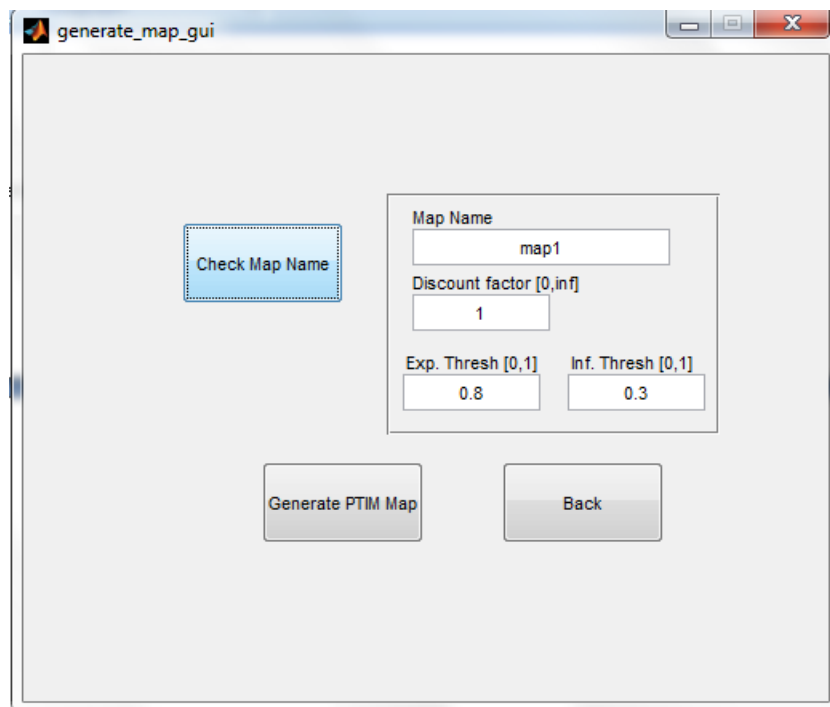 generate_map_gui
Check Map Name
Map Name
map1
Discount factor [0,inf]
1
Exp. Thresh [0,1]
Inf. Thresh [0,1]
0.8
0.3
Generate PTIM Map
Back